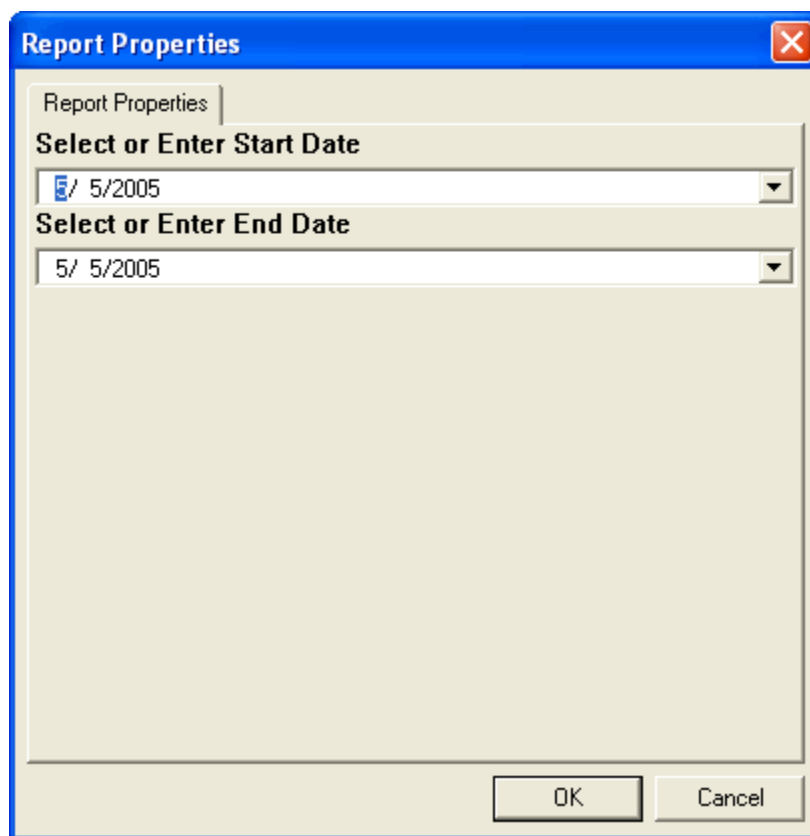 Report Properties
Report Properties
Select or Enter Start Date
5/ 5/2005
Select or Enter End Date
5/ 5/2005
OK Cancel